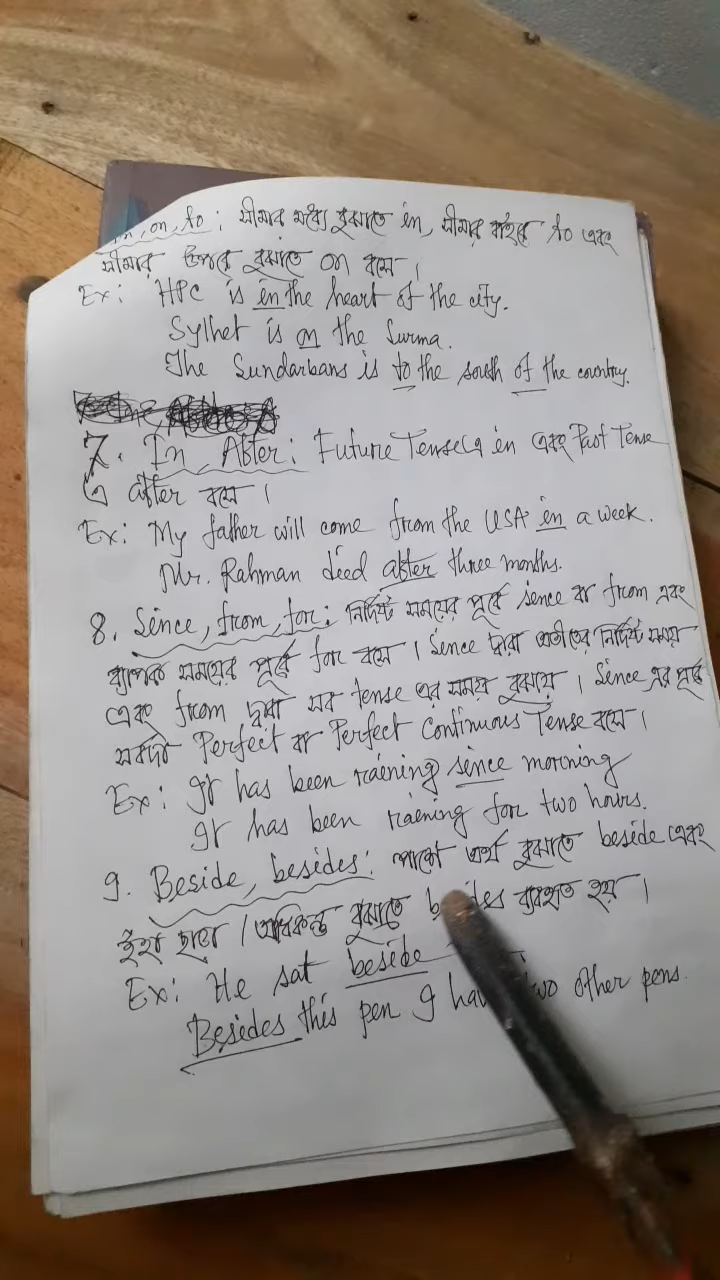 in, on, to : সীমার মধ্যে বুঝাতে in, সীমার বাইরে to এবং
সীমার উপরে বুঝাতে on বসে।
Ex: HPC is in the heart of the city.
Sylhet is on the Surma.
The Sundarbans is to the south of the country.
7. In, After: Future Tense এ in এবং Past Tense
এ after বসে।
Ex: My father will come from the USA in a week.
Mr. Rahman died after three months.
8. Since, from, for: নির্দিষ্ট সময়ের পূর্বে since বা from এবং
ব্যাপক সময়ের পূর্বে for বসে। Since দ্বারা অতীতের নির্দিষ্ট সময়
এবং from দ্বারা সব tense এর সময় বুঝায়। Since এর পূর্বে
সবর্দা Perfect বা Perfect Continuous Tense বসে।
Ex: It has been raining since morning
It has been raining for two hours.
9. Beside, besides: পাশে অর্থ বুঝাতে beside এবং
ইহা ছাড়া / অধিকন্তু বুঝাতে besides ব্যবহৃত হয়।
Ex: He sat beside
Besides this pen I have two other pens.